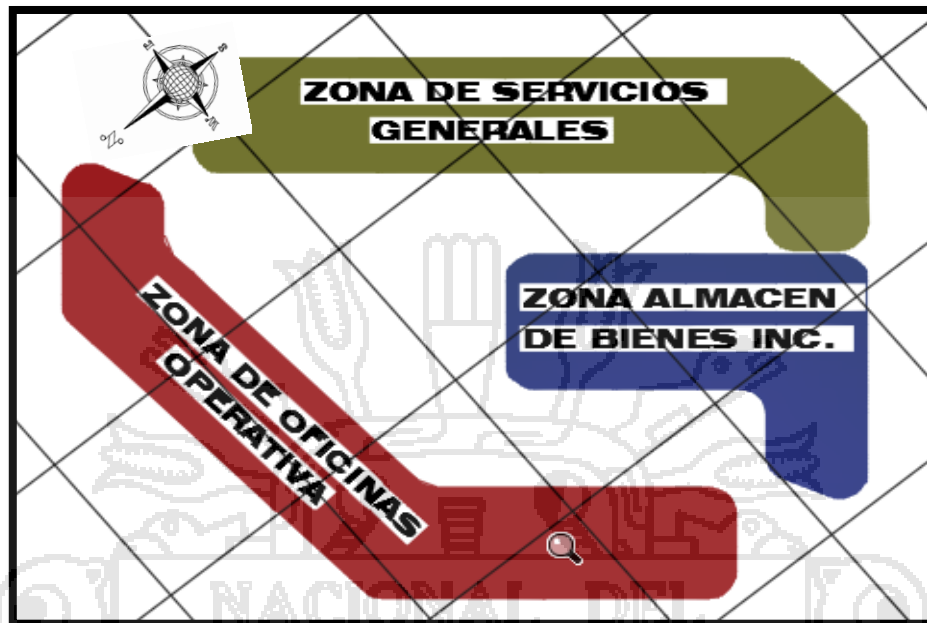 E
S
N.
W.
ZONA DE SERVICIOS
GENERALES
ZONA ALMACEN
DE BIENES INC.
ZONA DE OFICINAS
OPERATIVA
NACIONAL DEL